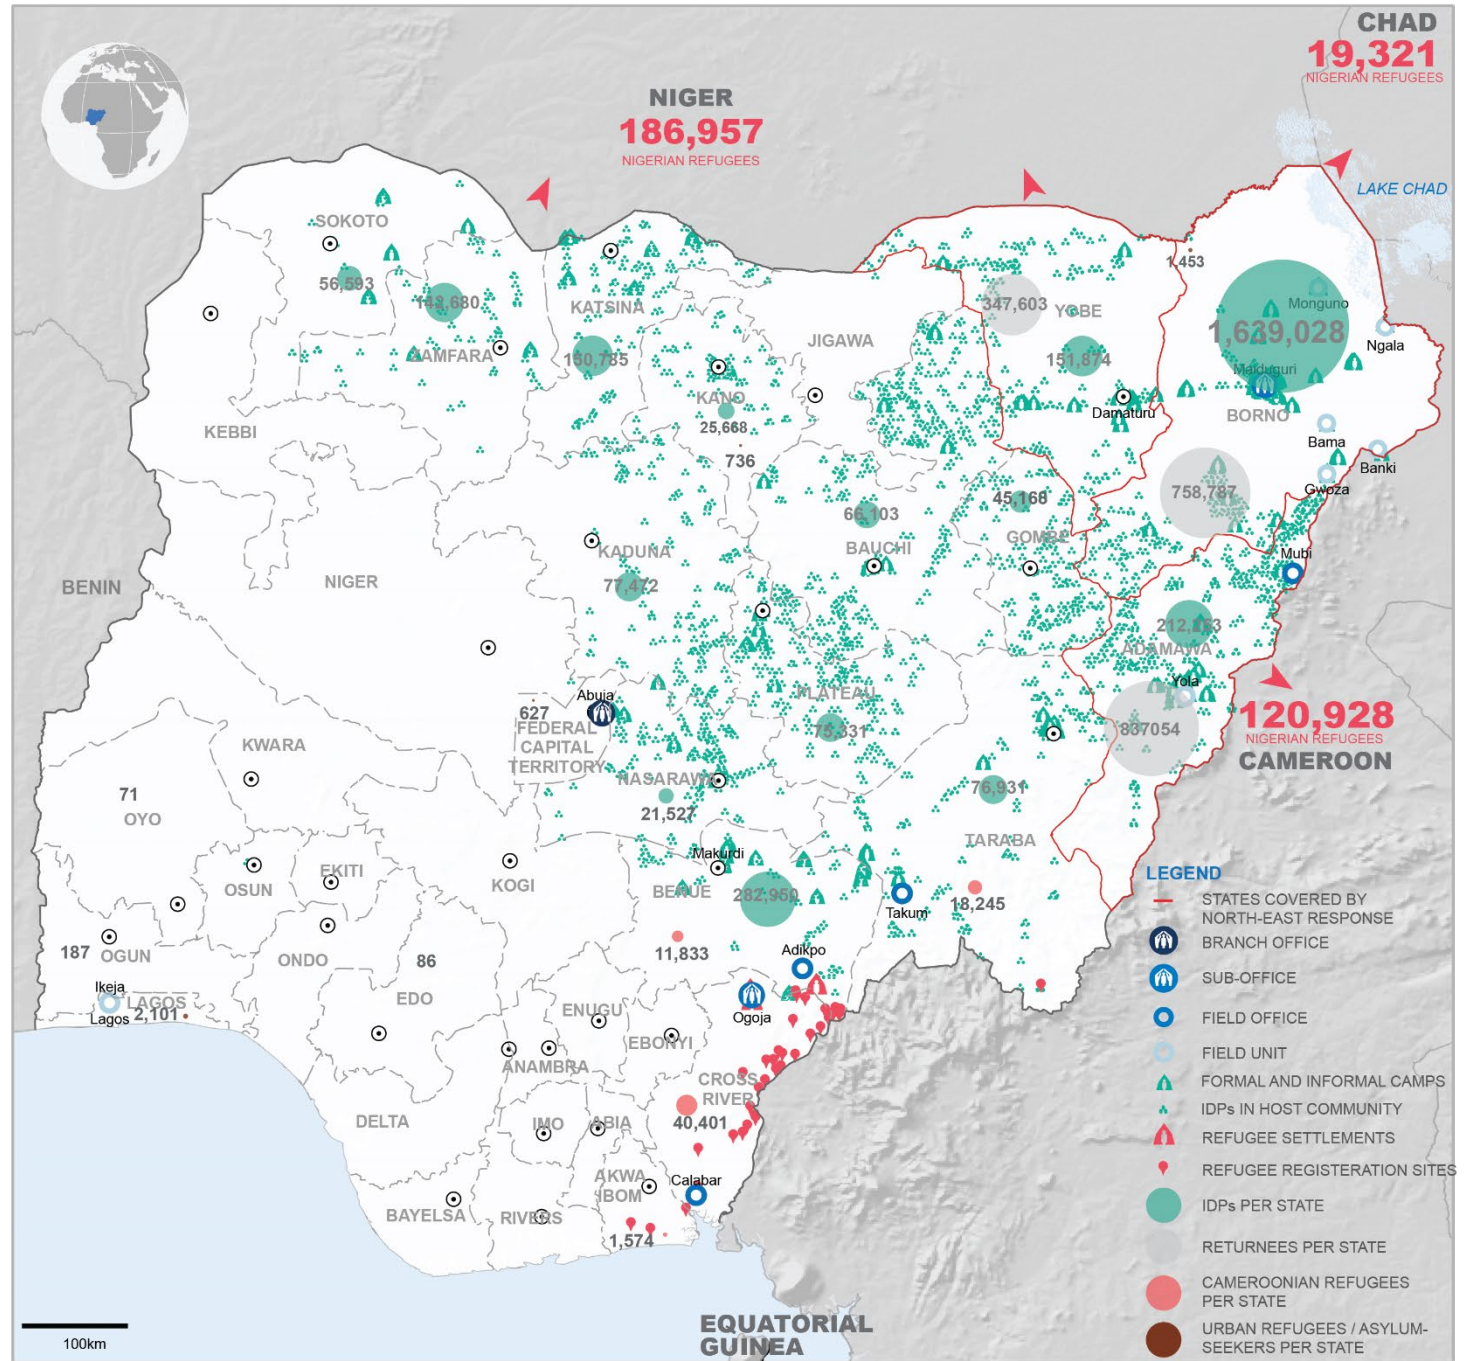 CHAD
19,321
NIGERIAN REFUGEES
NIGER
186,957
NIGERIAN REFUGEES
LAKE CHAD
SOKOTO
56,593
142,680
ZAMFARA
KATSINA
150,785
KANO
25,668
736
JIGAWA
347,603
YOBE
151,874
Damaturu
1,453
Monguno
1,639,028
Maiduguri
BORNO
Ngala
Bama
Banki
Gwoza
758,787
KEBBI
66,103
BAUCHI
45,168
GOMBE
Mubi
BENIN
NIGER
KADUNA
77,472
212,253
ADAMAWA
Yola
837054
120,928
NIGERIAN REFUGEES
CAMEROON
Abuja
627
FEDERAL
CAPITAL
TERRITORY
PLATEAU
75,331
KWARA
NASARAWA
21,527
76,931
TARABA
71
OYO
OSUN
EKITI
KOGI
Makurdi
BENUE
282,950
Takum
18,245
11,833
Adikpo
187
OGUN
ONDO
86
EDO
Ikeja
LAGOS
Lagos
2,101
ENUGU
Ogoja
EBONYI
ANAMBRA
CROSS
RIVER
40,401
DELTA
IMO
ABIA
AKWA
IBOM
Calabar
BAYELSA
RIVERS
1,574
EQUATORIAL
GUINEA
100km
LEGEND
STATES COVERED BY
NORTH-EAST RESPONSE
BRANCH OFFICE
SUB-OFFICE
FIELD OFFICE
FIELD UNIT
FORMAL AND INFORMAL CAMPS
IDPs IN HOST COMMUNITY
REFUGEE SETTLEMENTS
REFUGEE REGISTERATION SITES
IDPs PER STATE
RETURNEES PER STATE
CAMEROONIAN REFUGEES
PER STATE
URBAN REFUGEES / ASYLUM-
SEEKERS PER STATE